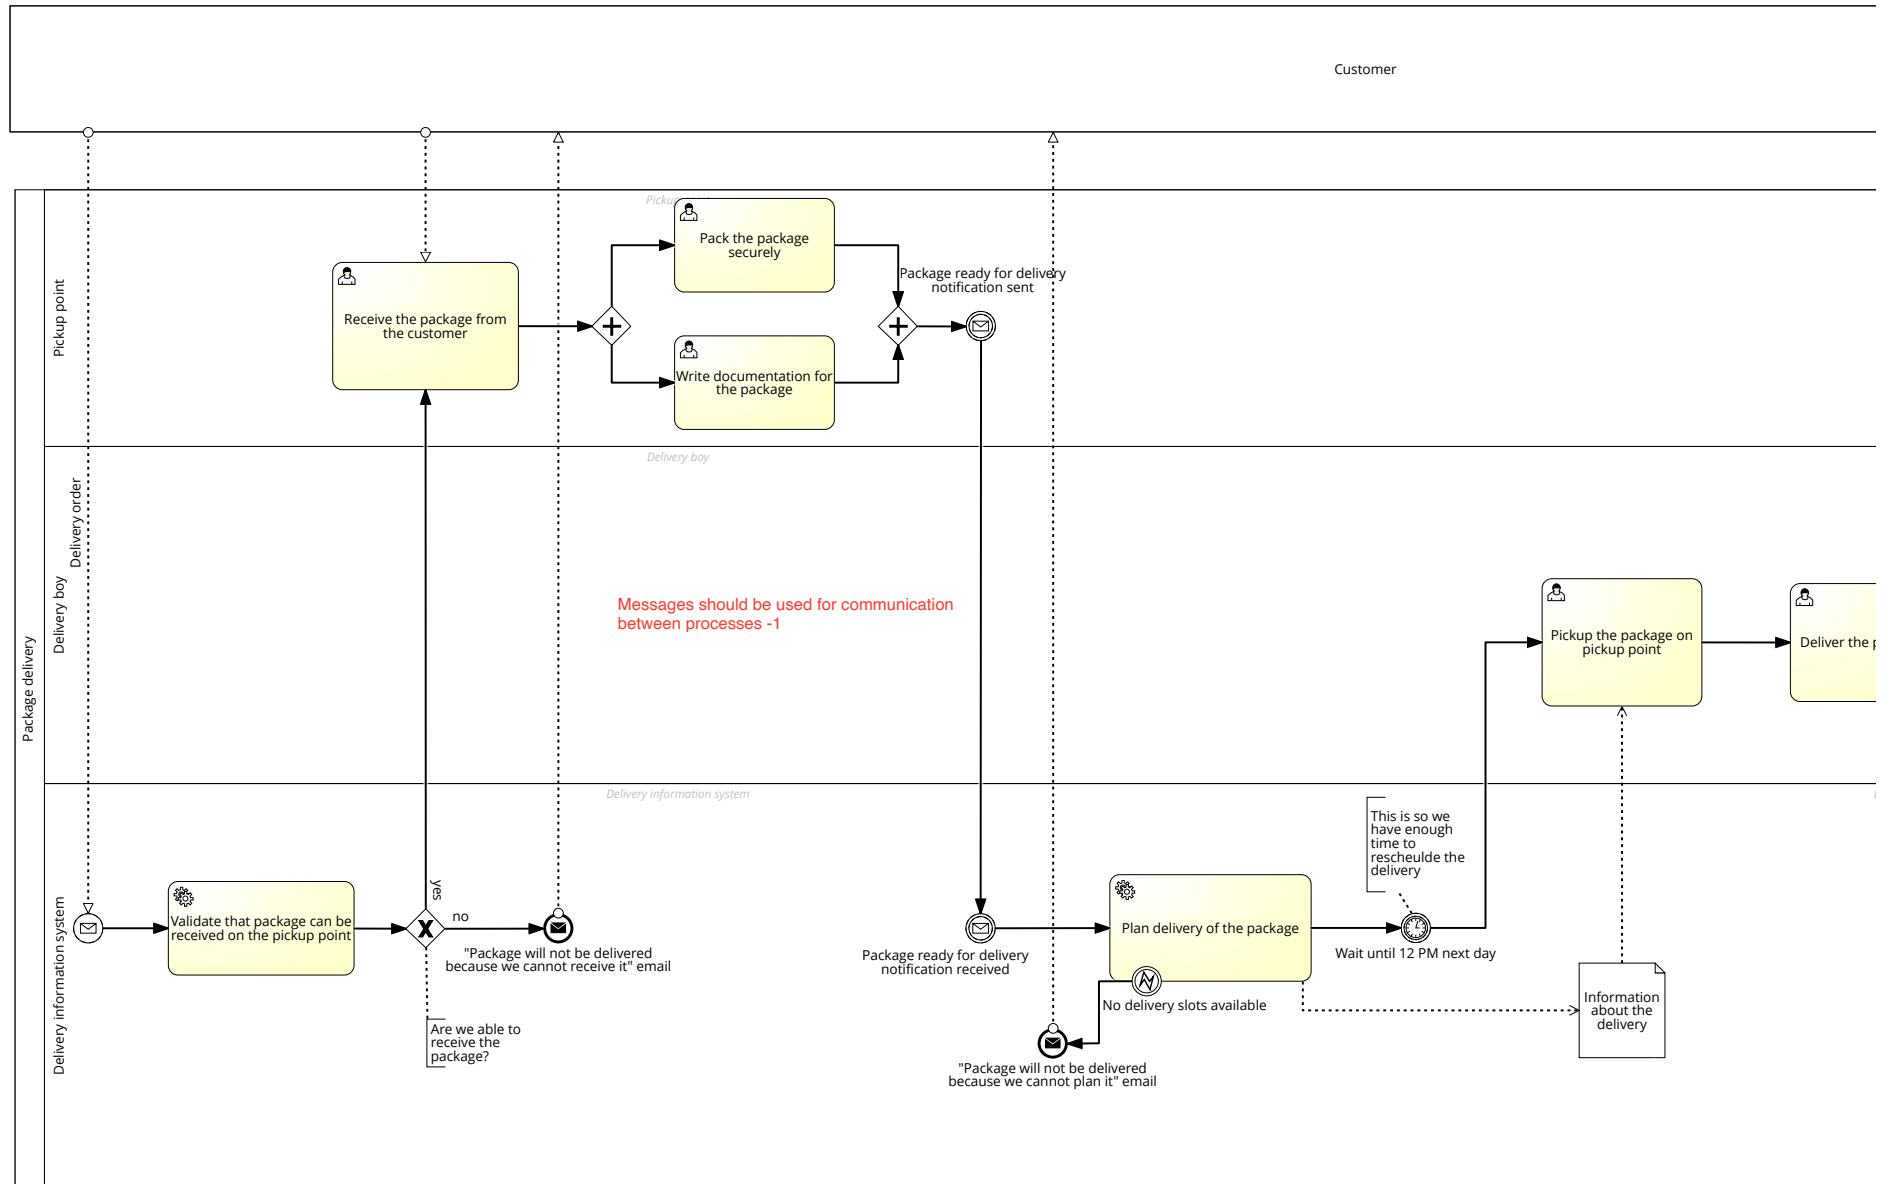 Customer
Pickup
Pack the package
securely
Package ready for delivery
notification sent
Receive the package from
the customer
Write documentation for
the package
Pickup point
Delivery boy
Delivery order
Delivery boy
Messages should be used for communication
between processes -1
Pickup the package on
pickup point
Deliver the p
Package delivery
Delivery information system
This is so we
have enough
time to
rescheulde the
delivery
yes
no
Validate that package can be
received on the pickup point
"Package will not be delivered
because we cannot receive it" email
Are we able to
receive the
package?
Package ready for delivery
notification received
Plan delivery of the package
No delivery slots available
Wait until 12 PM next day
Information
about the
delivery
"Package will not be delivered
because we cannot plan it" email
Delivery information system